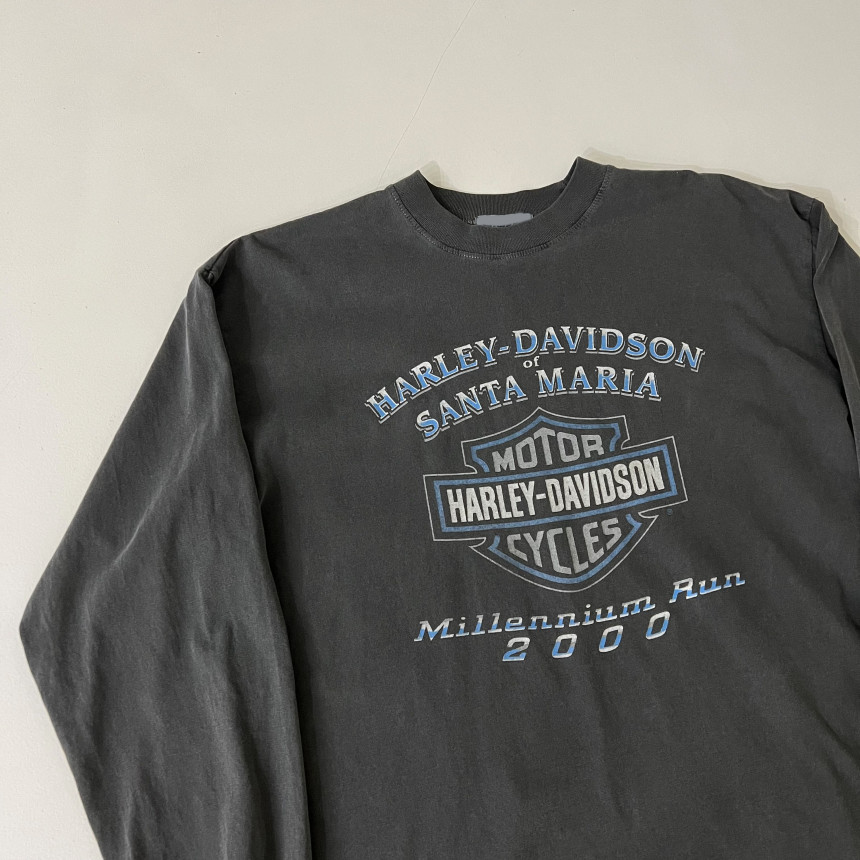 HARLEY-DAVIDSON
of
SANTA MARIA
MOTOR
HARLEY-DAVIDSON
CYCLES
®
Millennium Run
2000